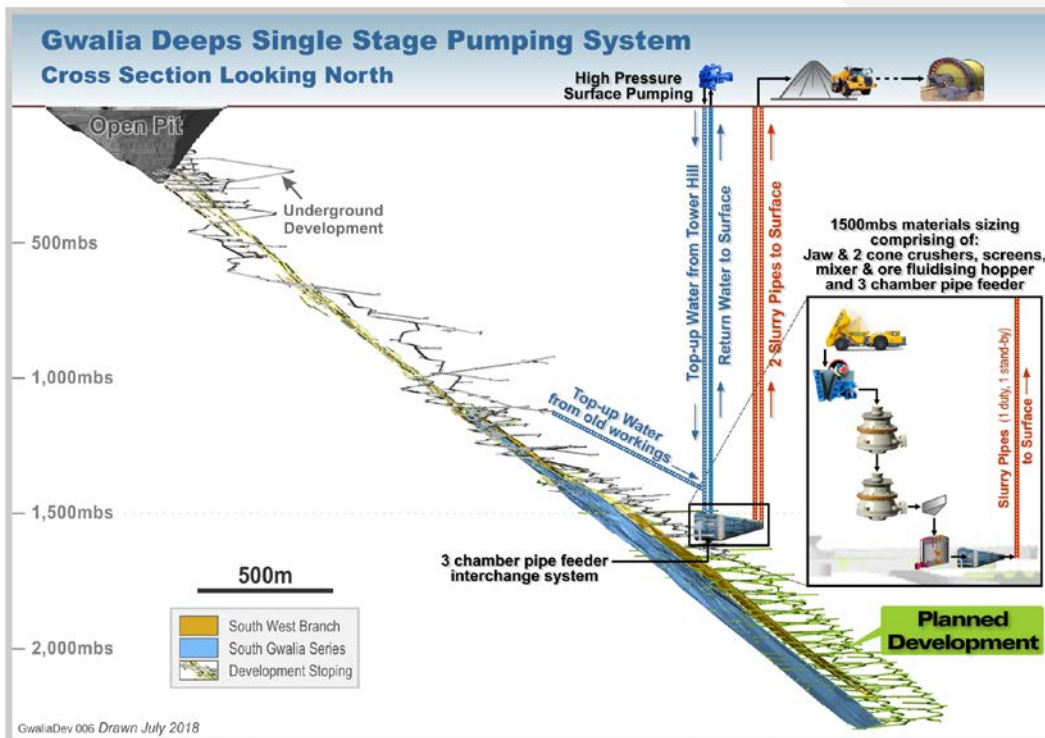 Gwalia Deeps Single Stage Pumping System
Cross Section Looking North
High Pressure
Surface Pumping
Open Pit
Underground
Development
500mbs
1,000mbs
1,500mbs
2,000mbs
Top-up Water from Tower Hill
Return Water to Surface
2 Slurry Pipes to Surface
Top-up Water
from old workings
1500mbs materials sizing
comprising of:
Jaw & 2 cone crushers, screens,
mixer & ore fluidising hopper
and 3 chamber pipe feeder
Slurry Pipes (1 duty, 1 stand-by)
to Surface
3 chamber pipe feeder
interchange system
500m
South West Branch
South Gwalia Series
Development Stoping
Planned
Development
GwaliaDev 006 Drawn July 2018